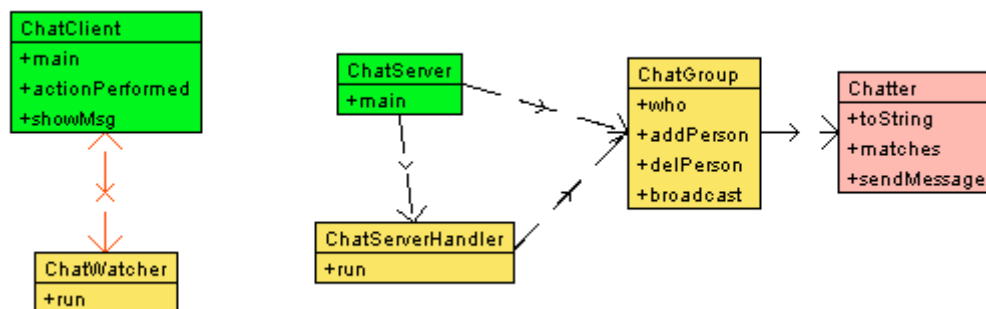 ChatClient
+main
+actionPerformed
+showMsg
ChatWatcher
+run
ChatServer
+main
ChatServerHandler
+run
ChatGroup
+who
+addPerson
+delPerson
+broadcast
Chatter
+toString
+matches
+sendMessage